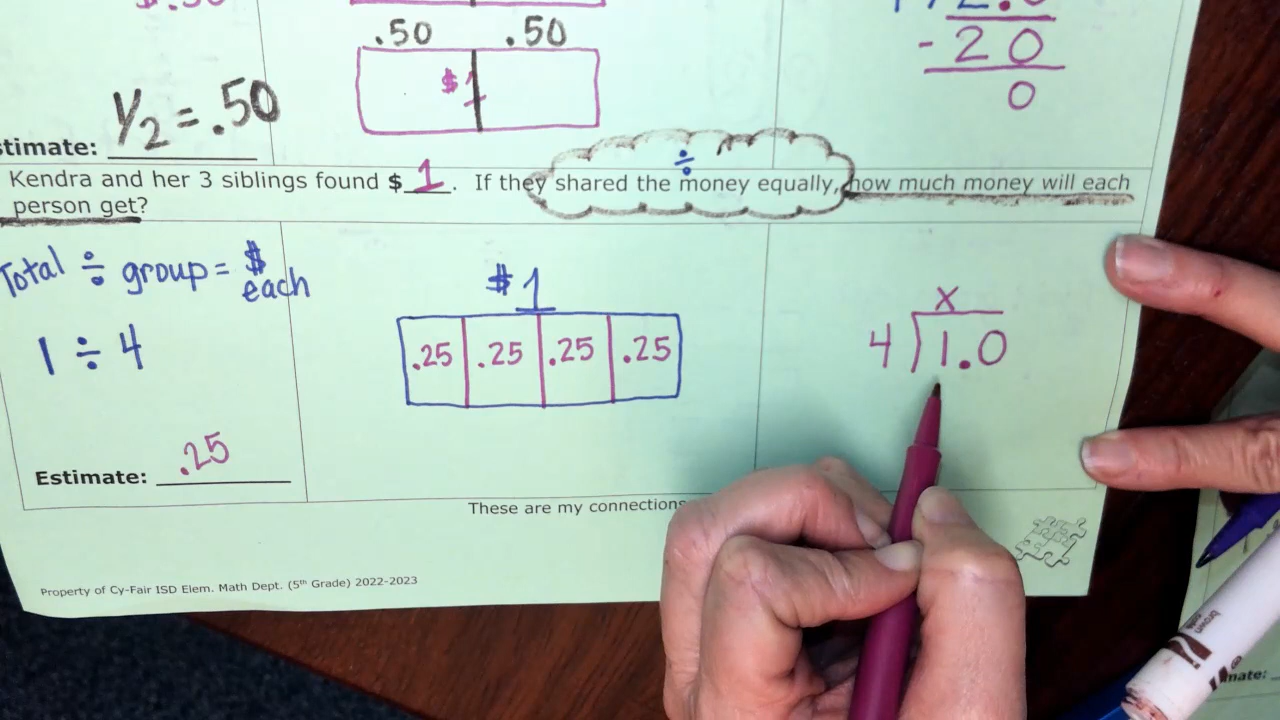 .50 .50
- 20
$1
0
1/2 = .50
stimate:
÷
Kendra and her 3 siblings found $ 1. If they shared the money equally, how much money will each
person get?
Total ÷ group = $ each
$1
x
1 ÷ 4
.25 .25 .25 .25
4 ) 1.0
Estimate: .25
These are my connections
Property of Cy-Fair ISD Elem. Math Dept. (5th Grade) 2022-2023
brown